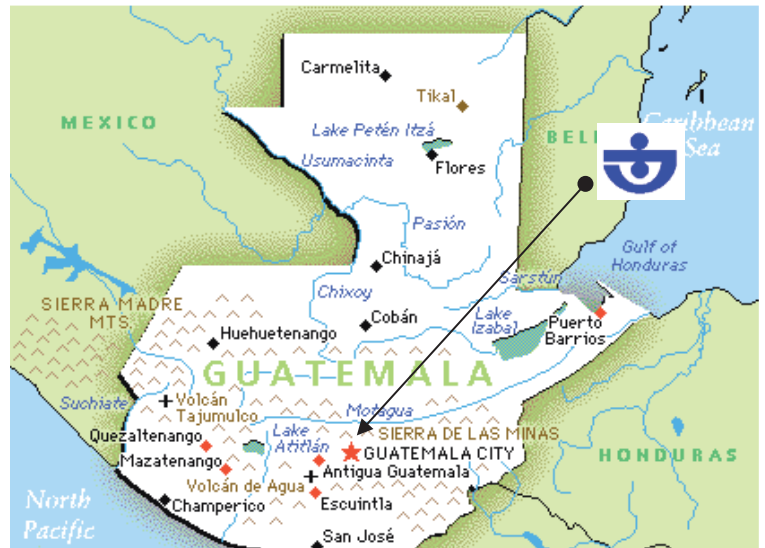 Carmelita
Tikal
MEXICO
Lake Petén Itzá
Caribbean
Sea
BEL
Usumacinta
Flores
Pasión
Gulf of
Honduras
Chinajá
Sarstún
Chixoy
SIERRA MADRE
MTS.
Lake
Izabal
Puerto
Barrios
Cobán
Huehuetenango
GUATEMALA
Suchiate
Volcán
Tajumulco
Motagua
Quezaltenango
Lake
Atitlán
SIERRA DE LAS MINAS
GUATEMALA CITY
HONDURAS
Mazatenango
Antigua Guatemala
Volcán de Agua
North
Pacific
Champerico
Escuintla
San José